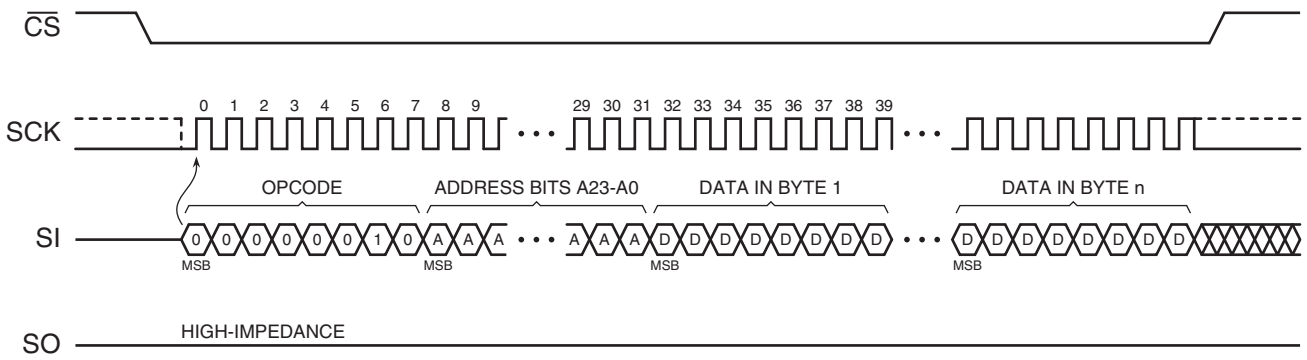 CS
0 1 2 3 4 5 6 7 8 9 29 30 31 32 33 34 35 36 37 38 39
SCK
OPCODE ADDRESS BITS A23-A0 DATA IN BYTE 1 DATA IN BYTE n
SI 0 0 0 0 0 0 1 0 A A A A A A D D D D D D D D D D D D D D D D
MSB MSB MSB MSB
HIGH-IMPEDANCE
SO